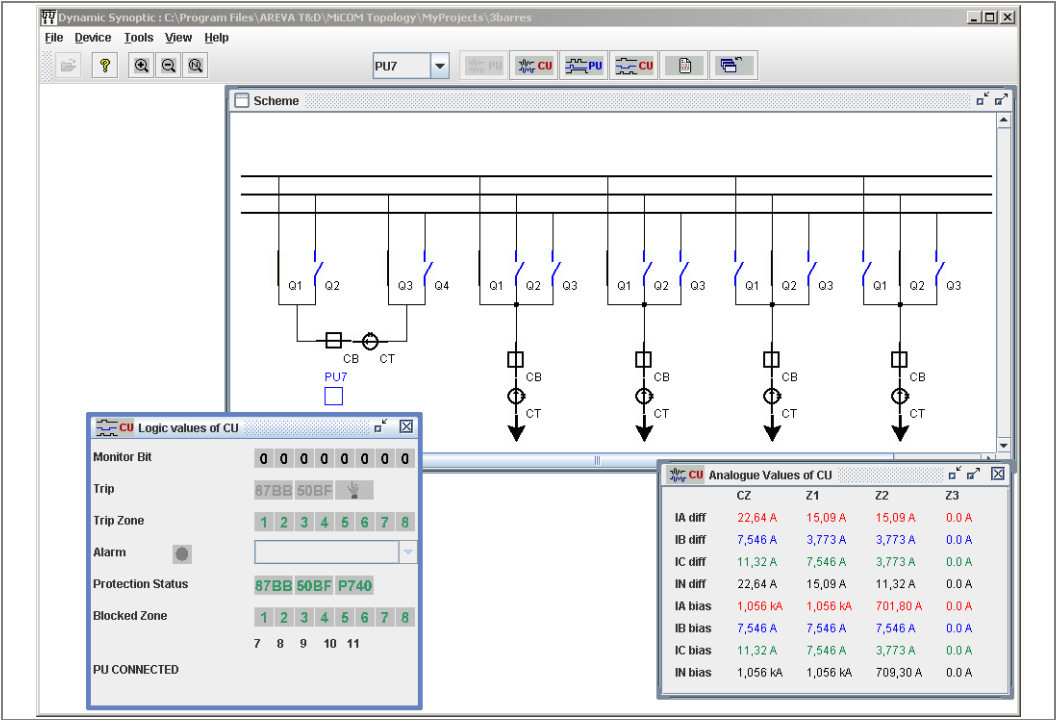 Dynamic Synoptic : C:\Program Files\AREVA T&D\MiCOM Topology\MyProjects\3barres
File Device Tools View Help
PU7 PU CU PU CU
Scheme
Q1 Q2 Q3 Q4 Q1 Q2 Q3 Q1 Q2 Q3 Q1 Q2 Q3 Q1 Q2 Q3
CB CT
PU7
CB CB CB CB
CT CT CT CT
CU Logic values of CU
Monitor Bit 0 0 0 0 0 0 0 0
Trip 87BB 50BF
Trip Zone 1 2 3 4 5 6 7 8
Alarm
Protection Status 87BB 50BF P740
Blocked Zone 1 2 3 4 5 6 7 8
7 8 9 10 11
PU CONNECTED
CU Analogue Values of CU
CZ Z1 Z2 Z3
IA diff 22,64 A 15,09 A 15,09 A 0.0 A
IB diff 7,546 A 3,773 A 3,773 A 0.0 A
IC diff 11,32 A 7,546 A 3,773 A 0.0 A
IN diff 22,64 A 15,09 A 11,32 A 0.0 A
IA bias 1,056 kA 1,056 kA 701,80 A 0.0 A
IB bias 7,546 A 7,546 A 7,546 A 0.0 A
IC bias 11,32 A 7,546 A 3,773 A 0.0 A
IN bias 1,056 kA 1,056 kA 709,30 A 0.0 A